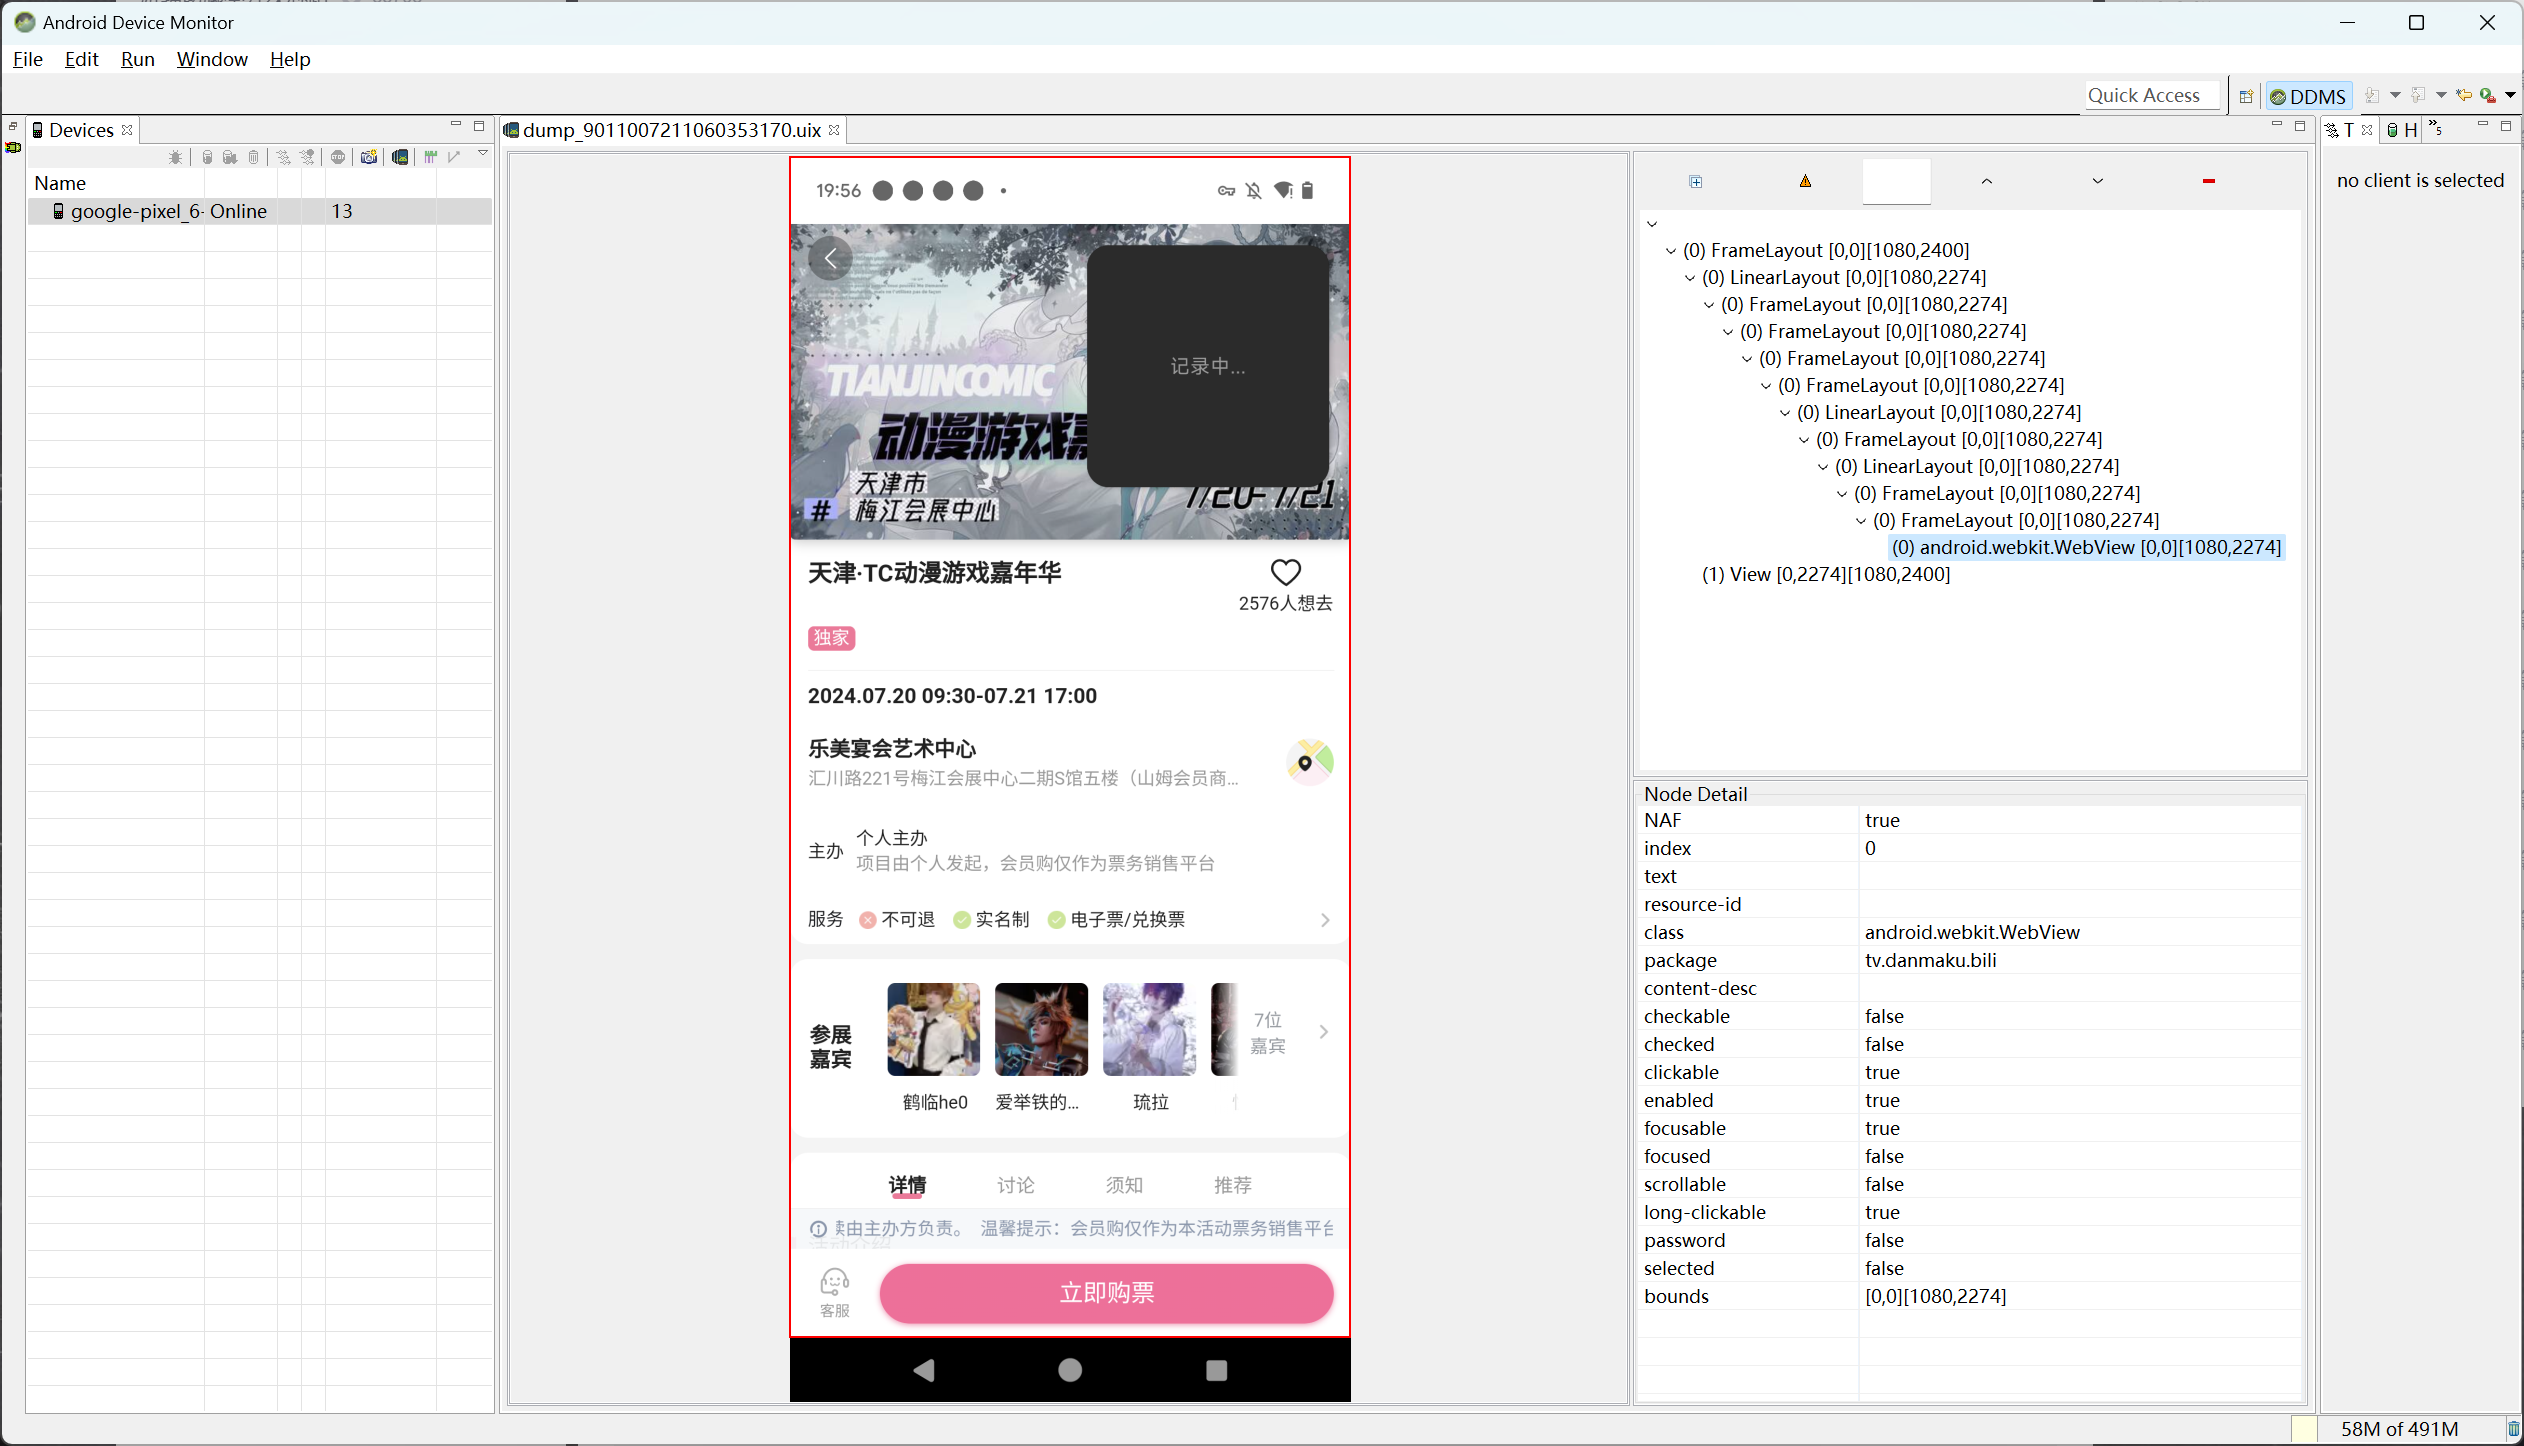 Android Device Monitor
File Edit Run Window Help
Quick Access
DDMS
Devices
Name
google-pixel_6- Online 13
dump_9011007211060353170.uix
19:56
记录中...
TIANJINCOMIC
动漫游戏嘉
天津市
# 梅江会展中心
7/20-7/21
天津·TC动漫游戏嘉年华
2576人想去
独家
2024.07.20 09:30-07.21 17:00
乐美宴会艺术中心
汇川路221号梅江会展中心二期S馆五楼（山姆会员商...
主办
个人主办
项目由个人发起，会员购仅作为票务销售平台
服务 不可退 实名制 电子票/兑换票
参展
嘉宾
鹤临he0
爱举铁的...
琉拉
7位
嘉宾
详情 讨论 须知 推荐
由主办方负责。 温馨提示：会员购仅作为本活动票务销售平台
客服
立即购票
(0) FrameLayout [0,0][1080,2400]
(0) LinearLayout [0,0][1080,2274]
(0) FrameLayout [0,0][1080,2274]
(0) FrameLayout [0,0][1080,2274]
(0) FrameLayout [0,0][1080,2274]
(0) FrameLayout [0,0][1080,2274]
(0) LinearLayout [0,0][1080,2274]
(0) FrameLayout [0,0][1080,2274]
(0) LinearLayout [0,0][1080,2274]
(0) FrameLayout [0,0][1080,2274]
(0) FrameLayout [0,0][1080,2274]
(0) android.webkit.WebView [0,0][1080,2274]
(1) View [0,2274][1080,2400]
Node Detail
NAF true
index 0
text
resource-id
class android.webkit.WebView
package tv.danmaku.bili
content-desc
checkable false
checked false
clickable true
enabled true
focusable true
focused false
scrollable false
long-clickable true
password false
selected false
bounds [0,0][1080,2274]
T
H
5
no client is selected
58M of 491M